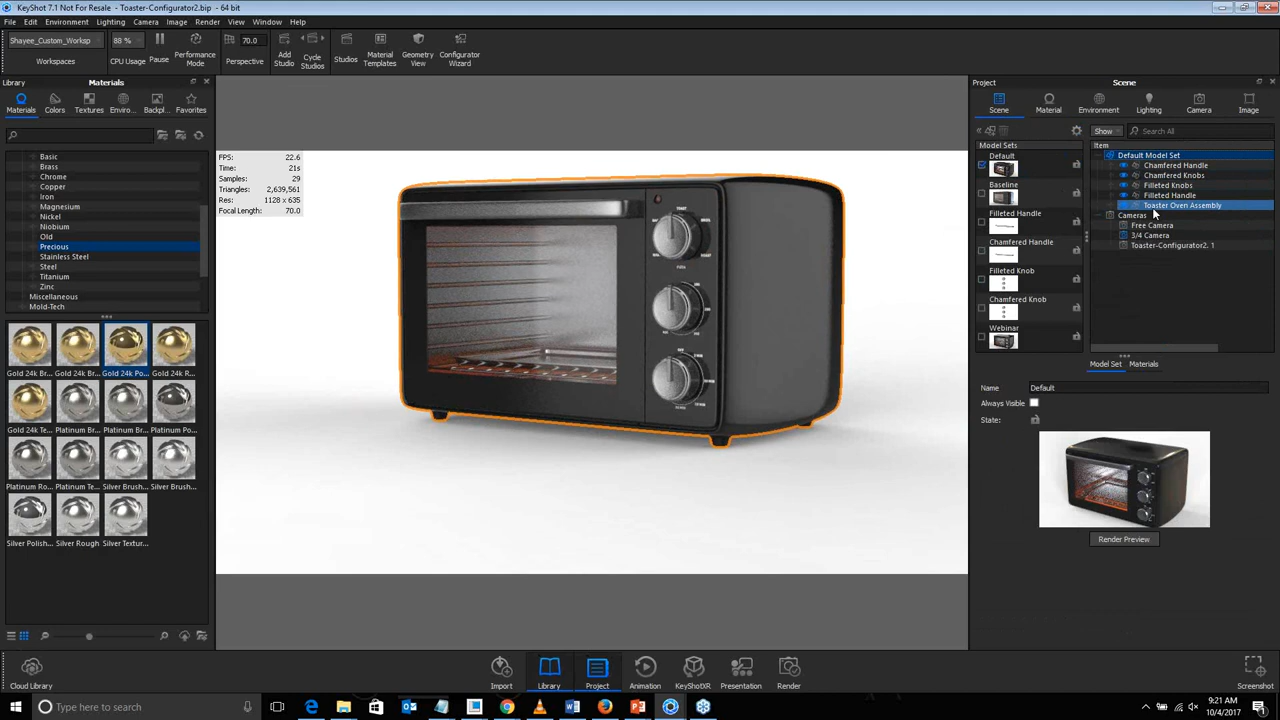 KeyShot 7.1 Not For Resale - Toaster-Configurator2.bip - 64 bit
File Edit Environment Lighting Camera Image Render View Window Help
Shayee_Custom_Worksp 88 % 70.0
Workspaces CPU Usage Pause Performance Mode Perspective Add Studio Cycle Studios Studios Material Templates Geometry View Configurator Wizard
Library Materials
Materials Colors Textures Enviro... Backpl... Favorites
Basic
Brass
Chrome
Copper
Iron
Magnesium
Nickel
Niobium
Old
Precious
Stainless Steel
Steel
Titanium
Zinc
Miscellaneous
Mold-Tech
Gold 24k Br... Gold 24k Br... Gold 24k Po... Gold 24k R...
Gold 24k Te... Platinum Br... Platinum Br... Platinum Po...
Platinum Ro... Platinum Te... Silver Brush... Silver Brush...
Silver Polish... Silver Rough Silver Textur...
Cloud Library
FPS: 22.6
Time: 21s
Samples: 29
Triangles: 2,639,561
Res: 1128 x 635
Focal Length: 70.0
TOAST
Project Scene
Scene Material Environment Lighting Camera Image
Show Search All
Model Sets
Default
Baseline
Filleted Handle
Chamfered Handle
Filleted Knob
Chamfered Knob
Webinar
Item
Default Model Set
Chamfered Handle
Chamfered Knobs
Filleted Knobs
Filleted Handle
Toaster Oven Assembly
Cameras
Free Camera
3/4 Camera
Toaster-Configurator2. 1
Model Set Materials
Name Default
Always Visible
State:
Render Preview
Import Library Project Animation KeyShotXR Presentation Render
Screenshot
Type here to search
9:21 AM
10/4/2017